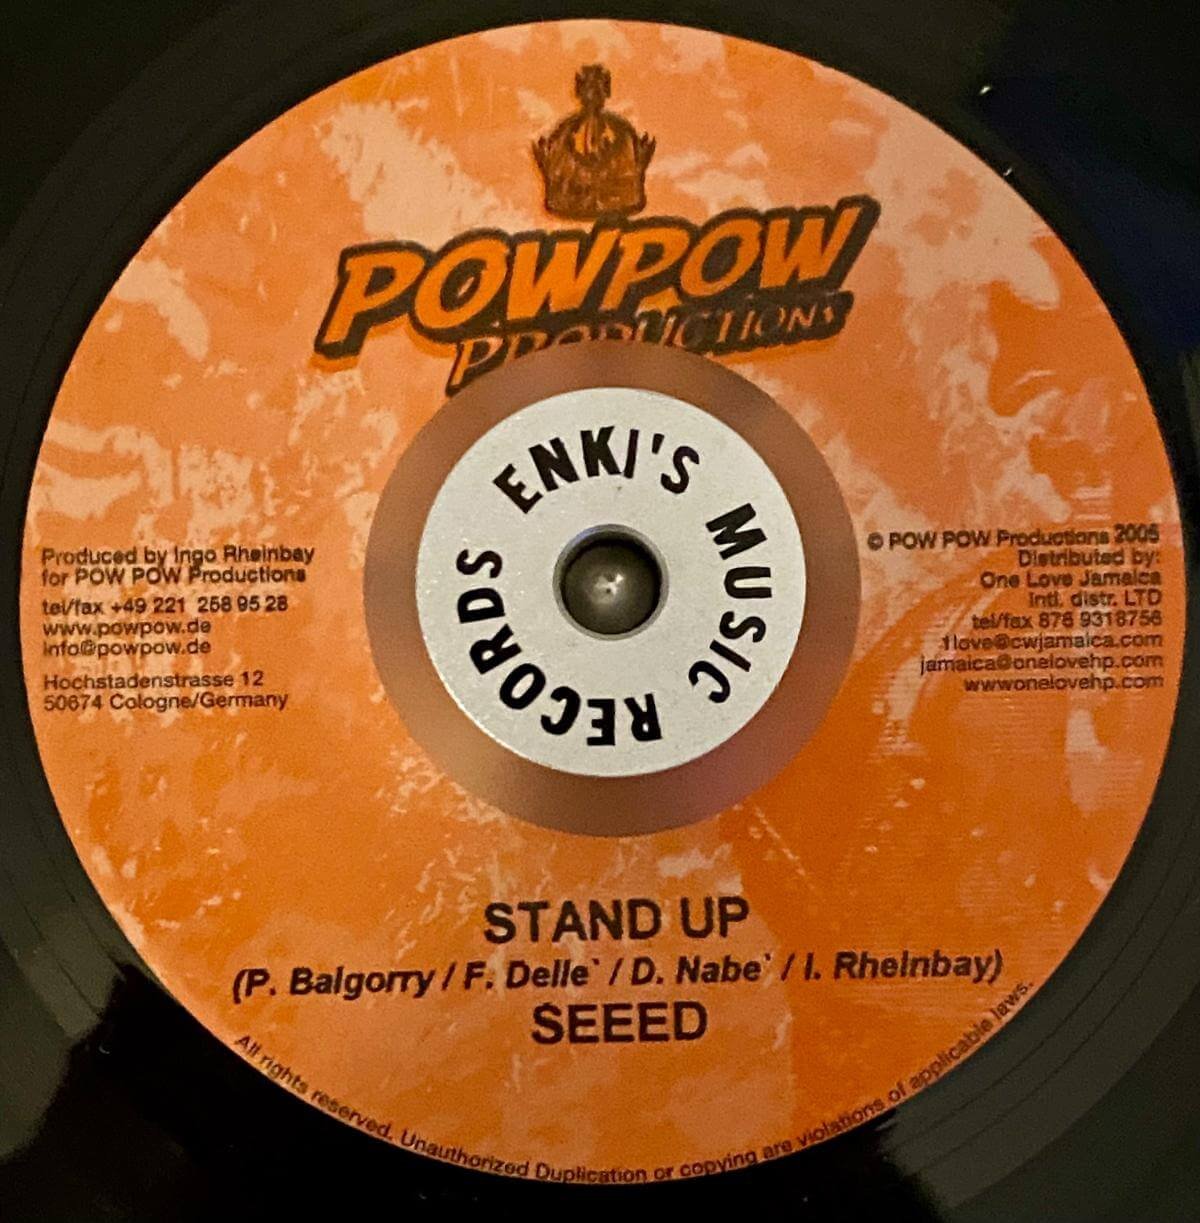 POWPOW
PRODUCTIONS
ENKI'S MUSIC RECORDS
Produced by Ingo Rheinbay
for POW POW Productions
tel/fax +49 221 258 95 28
www.powpow.de
info@powpow.de
Hochstadenstrasse 12
50674 Cologne/Germany
© POW POW Productions 2005
Distributed by:
One Love Jamaica
Intl. distr. LTD
tel/fax 876 9318756
1love@cwjamaica.com
jamaica@onelovehp.com
wwwonelovehp.com
STAND UP
(P. Balgorry / F. Delle` / D. Nabe` / I. Rheinbay)
SEEED
All rights reserved. Unauthorized Duplication or copying are violations of applicable laws.